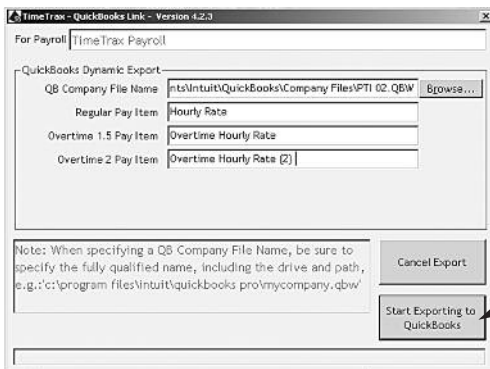 TimeTrax - QuickBooks Link - Version 4.2.3
For Payroll TimeTrax Payroll
QuickBooks Dynamic Export
QB Company File Name nts\Intuit\QuickBooks\Company Files\PTI 02.QBW Browse...
Regular Pay Item Hourly Rate
Overtime 1.5 Pay Item Overtime Hourly Rate
Overtime 2 Pay Item Overtime Hourly Rate (2)
Note: When specifying a QB Company File Name, be sure to
specify the fully qualified name, including the drive and path,
e.g.:'c:\program files\intuit\quickbooks pro\mycompany.qbw'
Cancel Export
Start Exporting to
QuickBooks